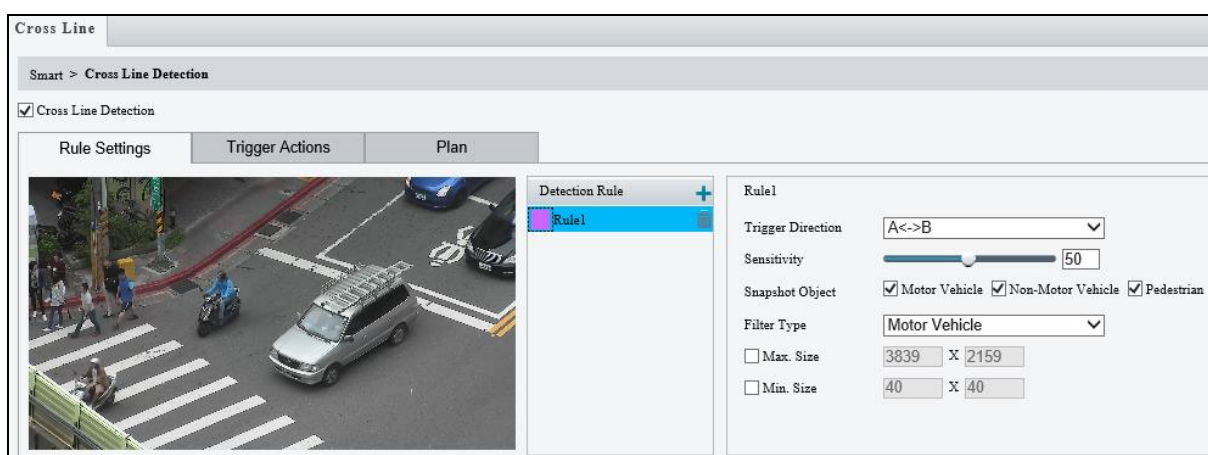 Cross Line
Smart > Cross Line Detection
Cross Line Detection
Rule Settings
Trigger Actions
Plan
Detection Rule
Rule1
Rule1
Trigger Direction A<->B
Sensitivity 50
Snapshot Object Motor Vehicle Non-Motor Vehicle Pedestrian
Filter Type Motor Vehicle
Max. Size 3839 X 2159
Min. Size 40 X 40